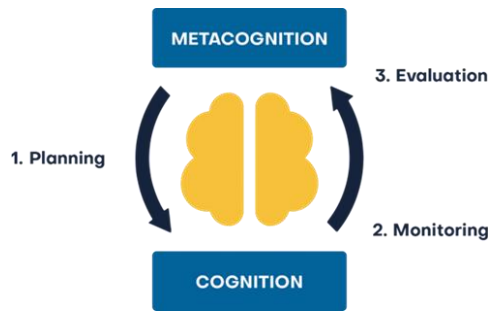 METACOGNITION
3. Evaluation
1. Planning
2. Monitoring
COGNITION